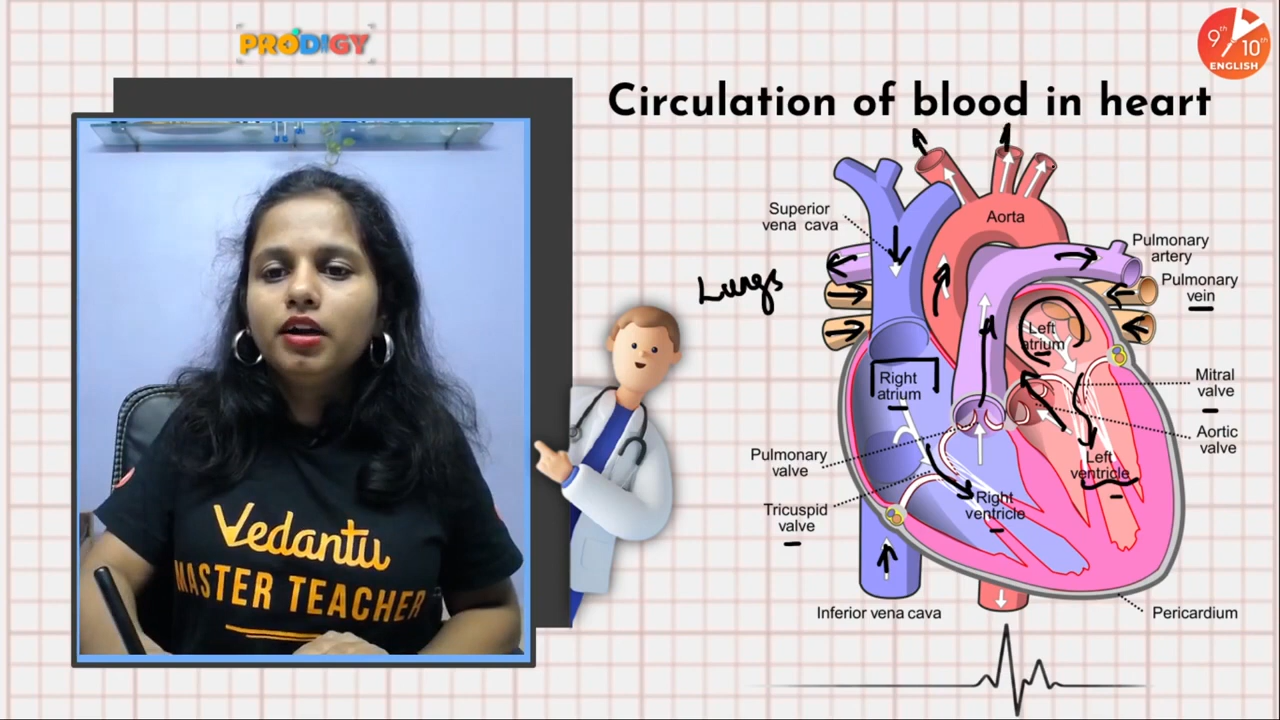 PRODIGY
9th 10th
ENGLISH
Circulation of blood in heart
Superior
vena cava
Aorta
Pulmonary
artery
Pulmonary
vein
Lungs
Left
atrium
Right
atrium
Mitral
valve
Aortic
valve
Pulmonary
valve
Left
ventricle
Tricuspid
valve
Right
ventricle
Inferior vena cava
Pericardium
Vedantu
MASTER TEACHER